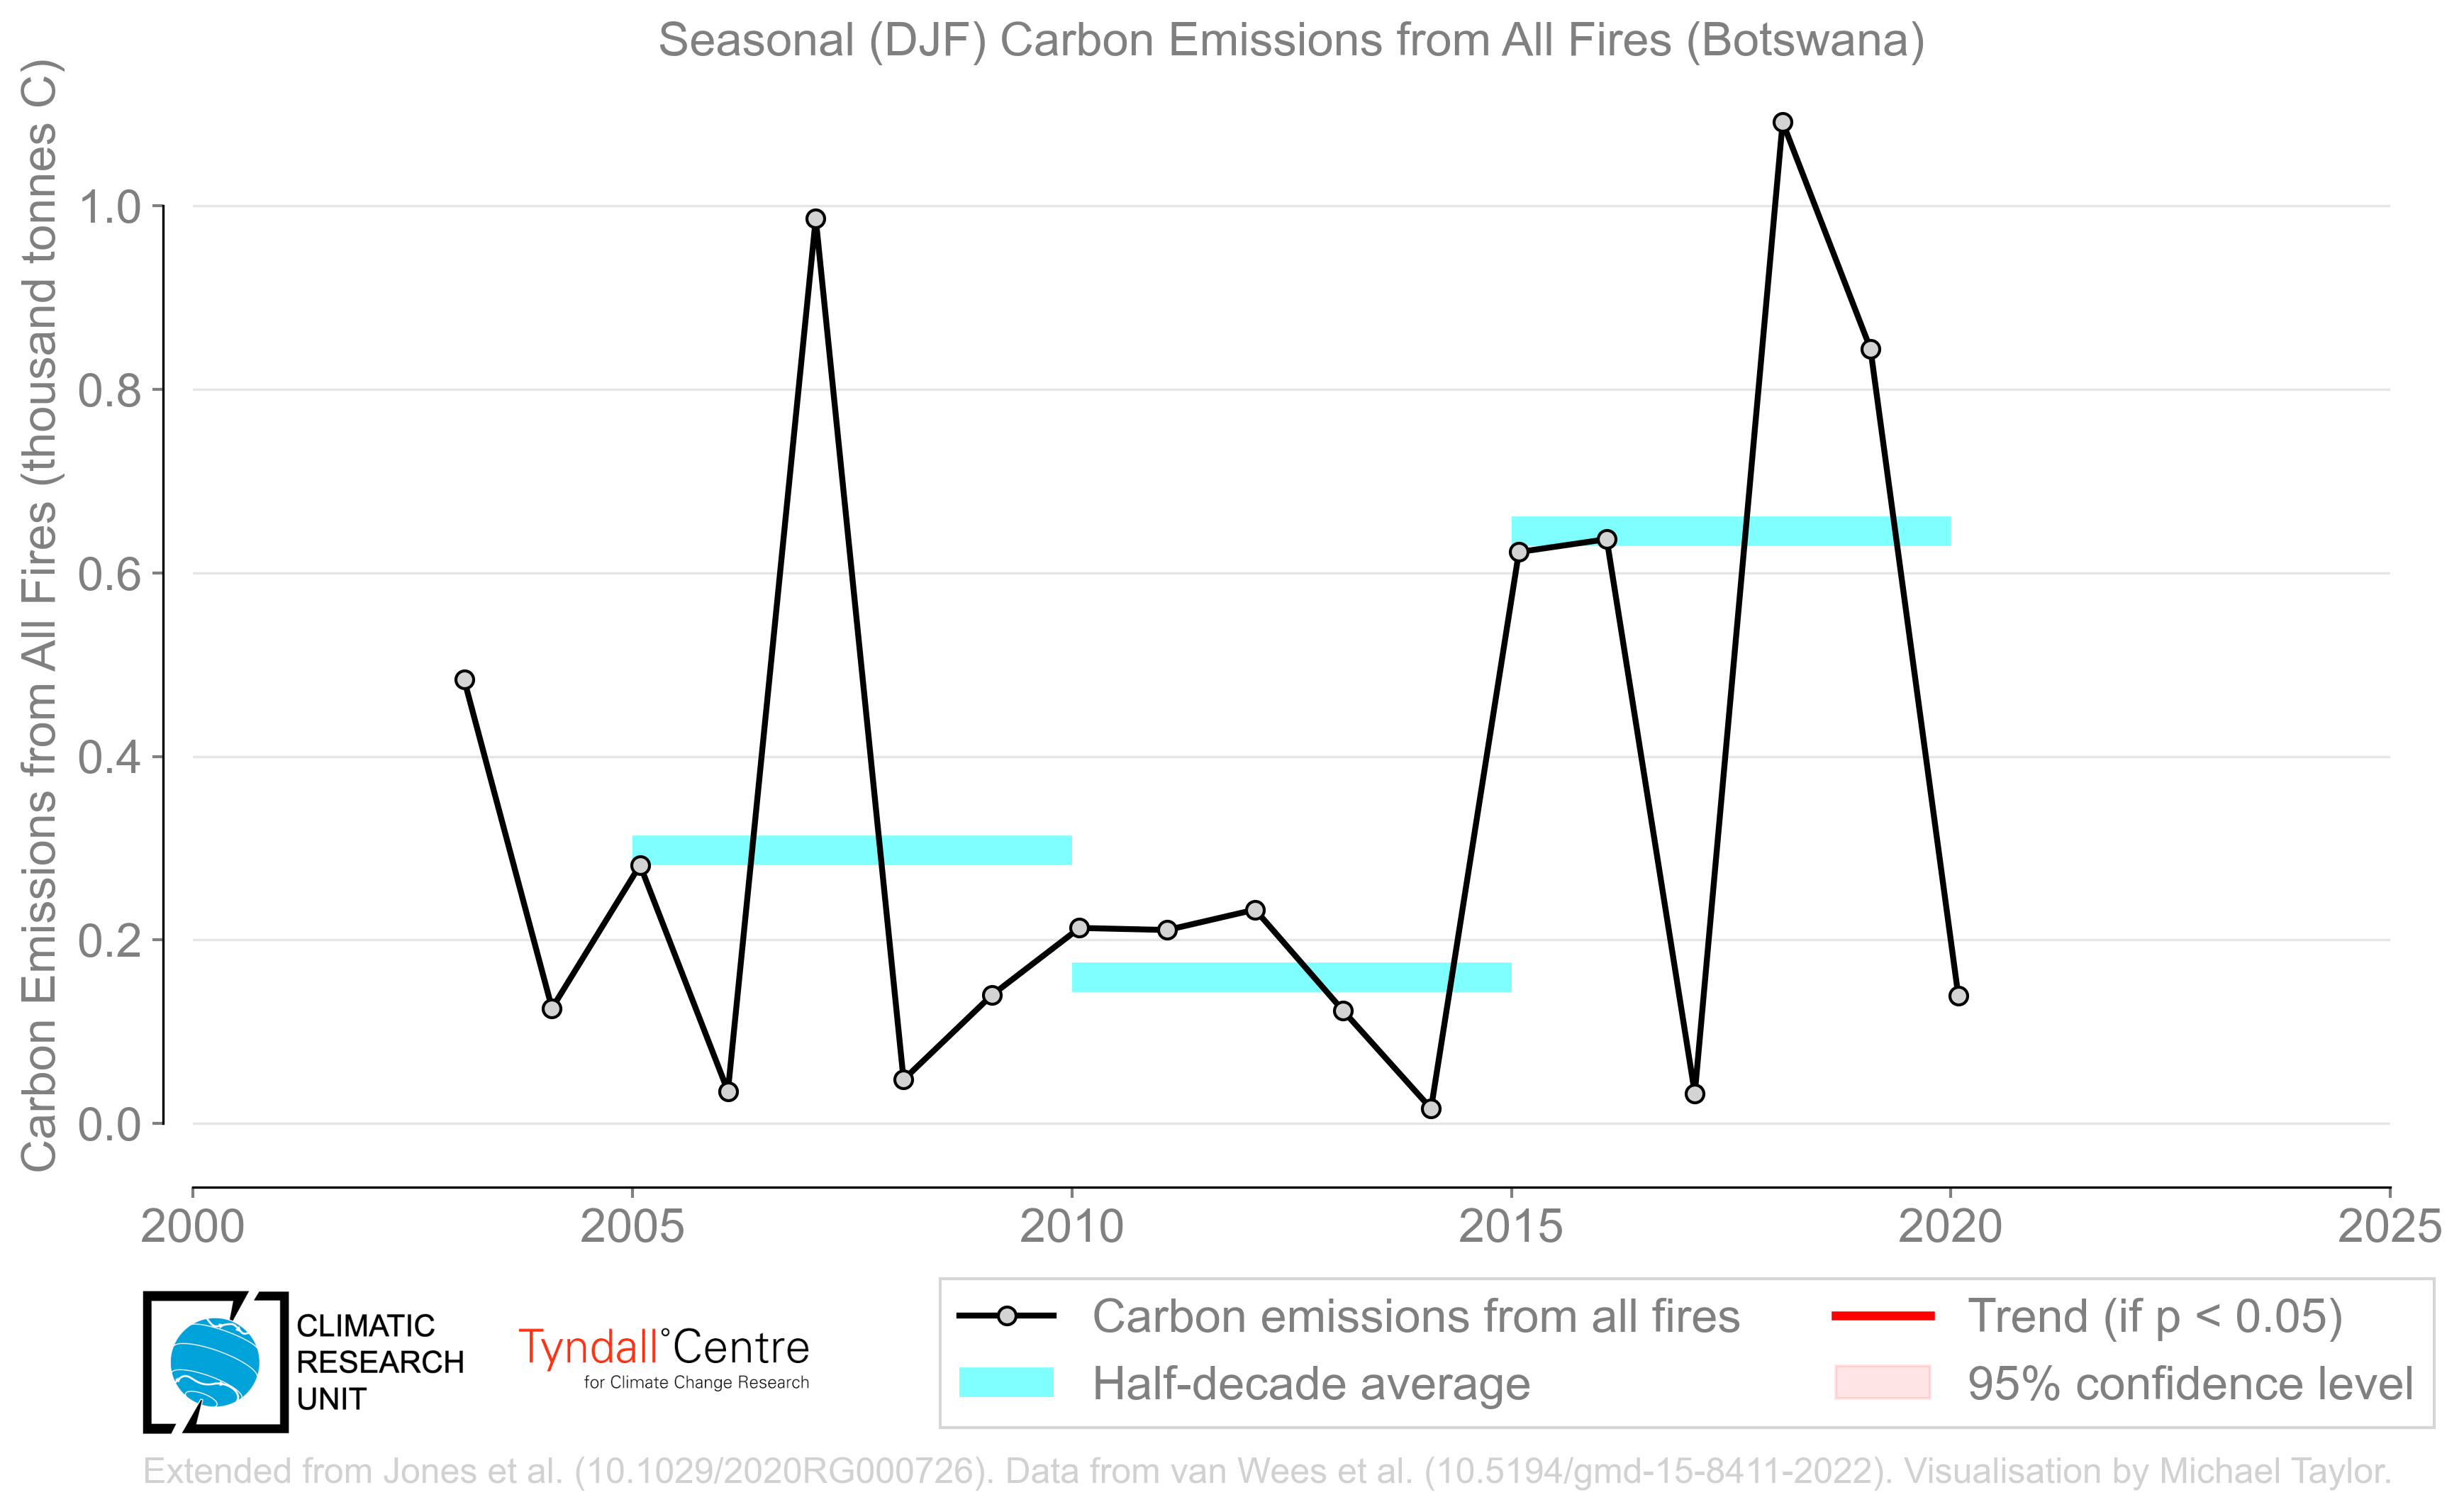 Seasonal (DJF) Carbon Emissions from All Fires (Botswana)
Carbon Emissions from All Fires (thousand tonnes C)
1.0
0.8
0.6
0.4
0.2
0.0
2000 2005 2010 2015 2020 2025
CLIMATIC
RESEARCH
UNIT
Tyndall°Centre
for Climate Change Research
Carbon emissions from all fires
Half-decade average
Trend (if p < 0.05)
95% confidence level
Extended from Jones et al. (10.1029/2020RG000726). Data from van Wees et al. (10.5194/gmd-15-8411-2022). Visualisation by Michael Taylor.